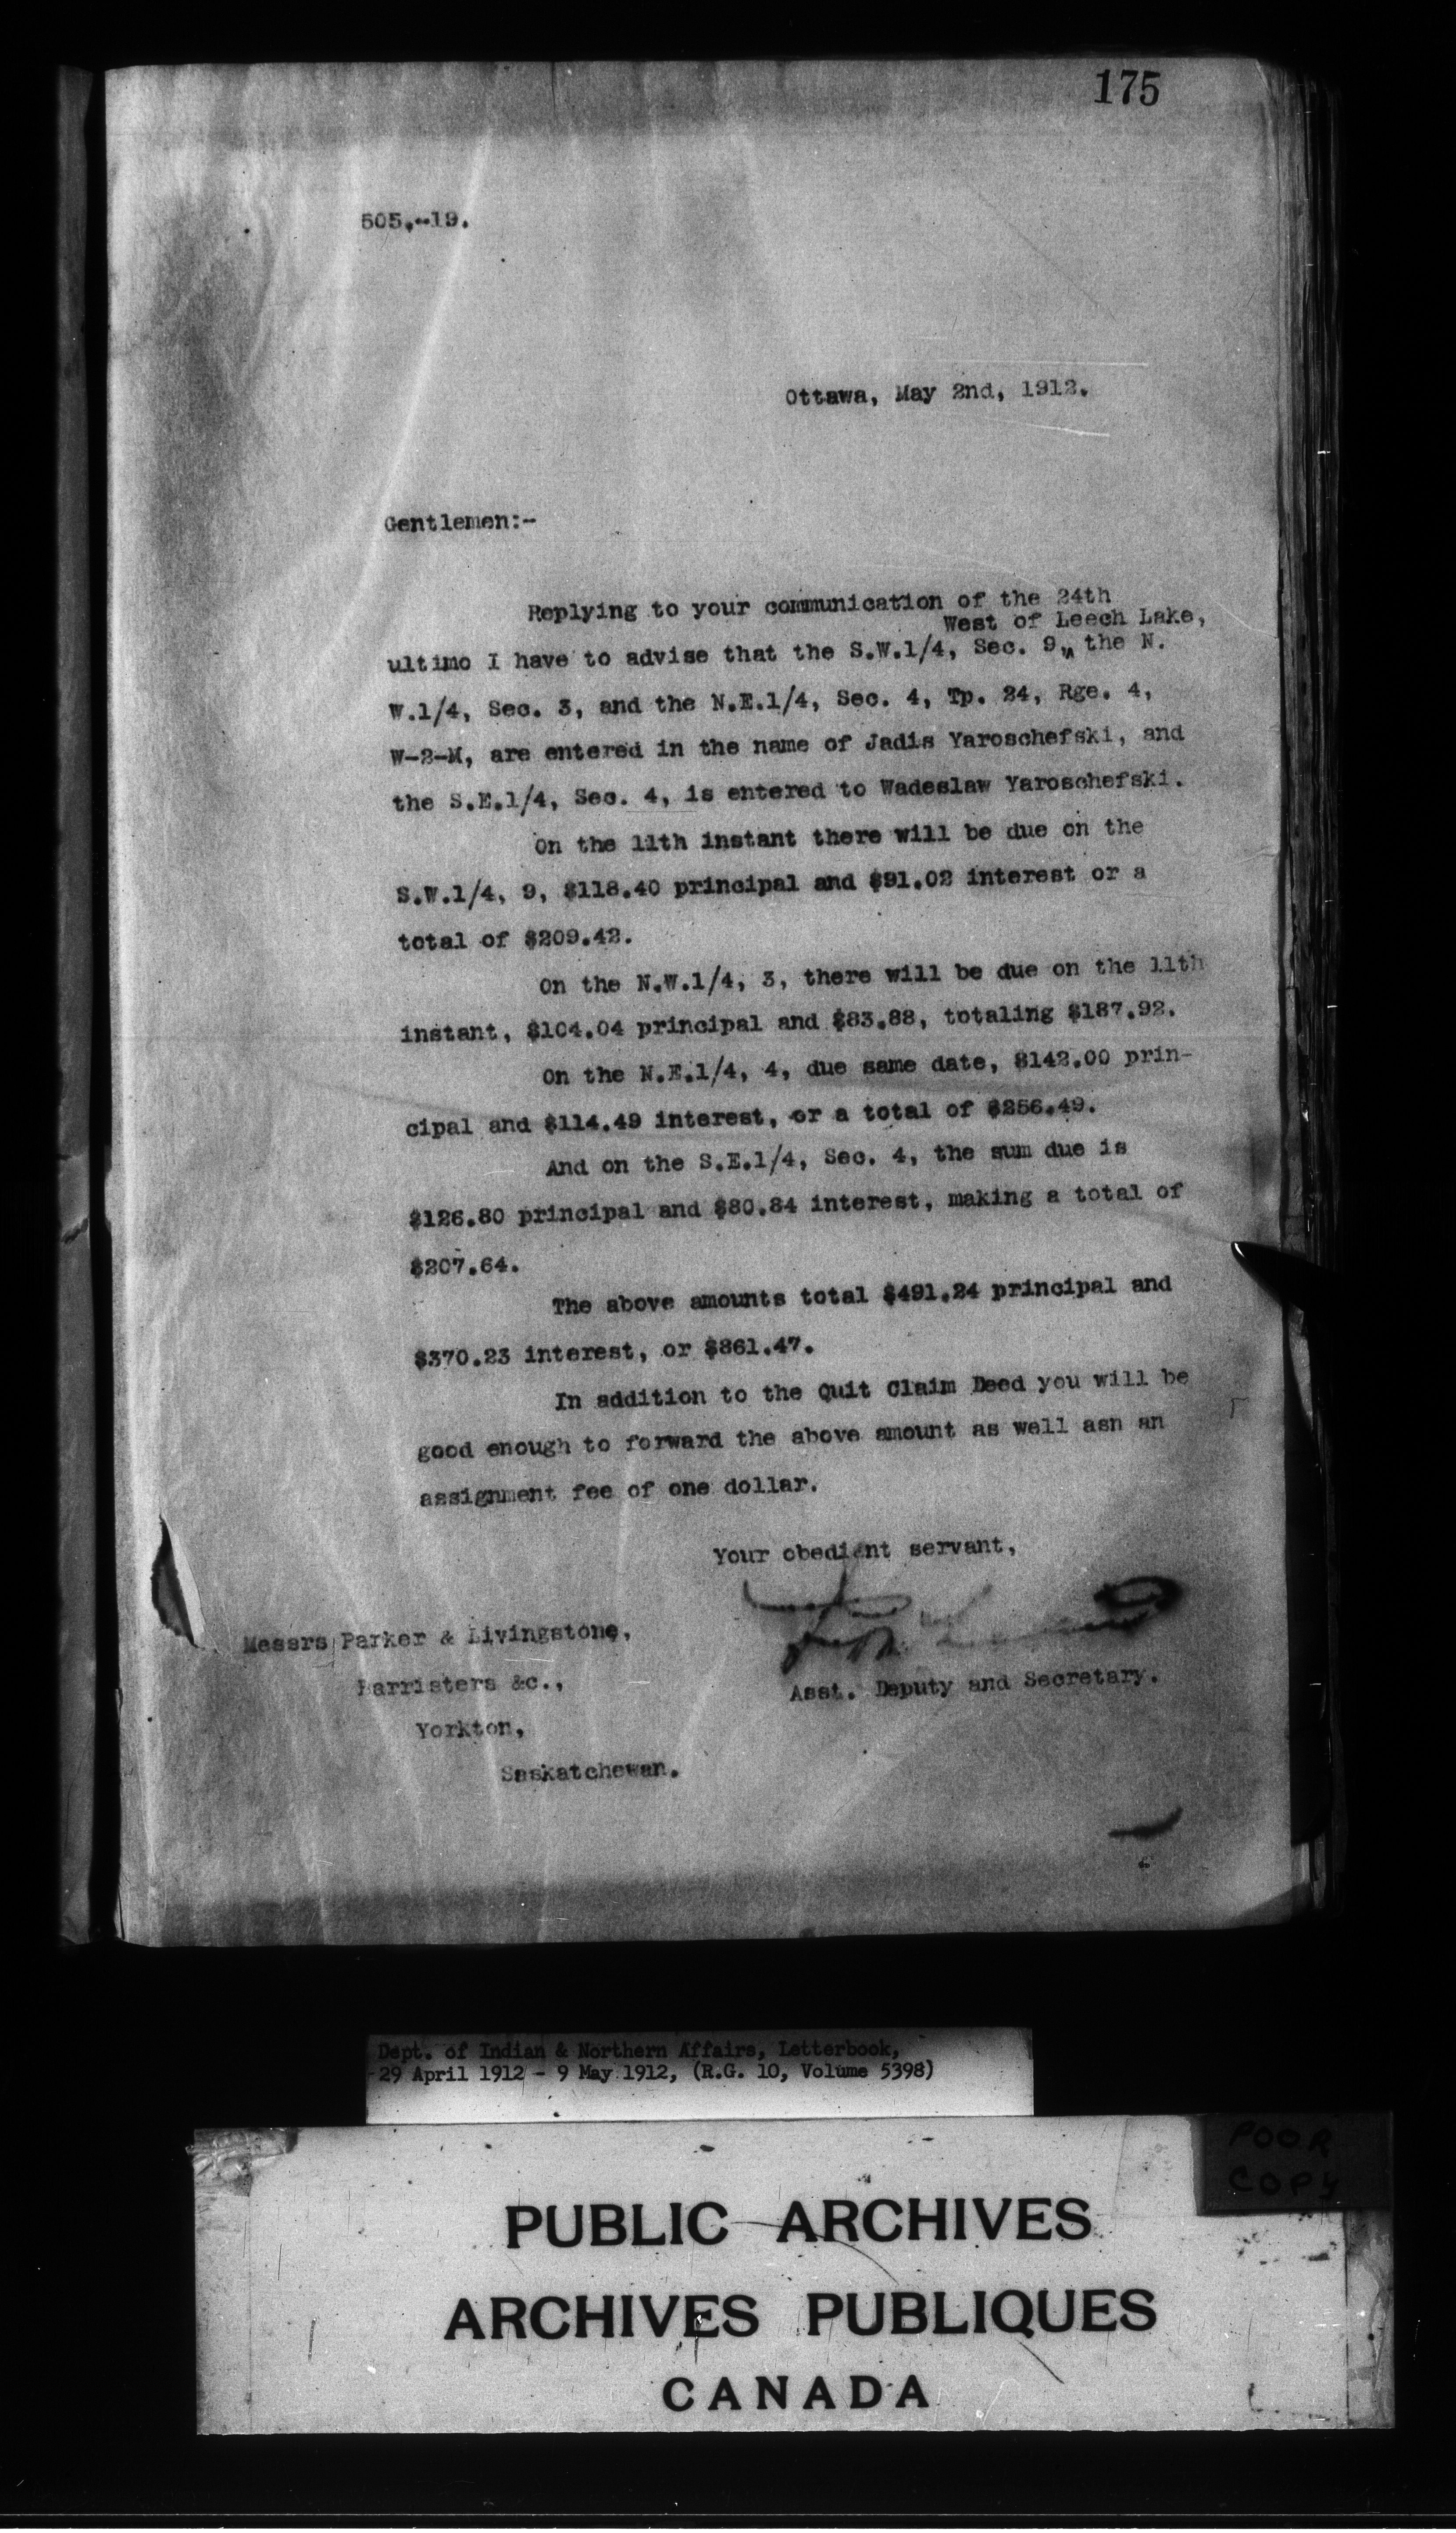 175
505.-19.
Ottawa, May 2nd, 1912.
Gentlemen:-
Replying to your communication of the 24th
West of Leech Lake,
ultimo I have to advise that the S.W.1/4, Sec. 9,^ the N.
W.1/4, Sec. 3, and the N.E.1/4, Sec. 4, Tp. 24, Rge. 4,
W-2-M, are entered in the name of Jadis Yaroschefski, and
the S.E.1/4, Sec. 4, is entered to Wadeslaw Yaroschefski.
On the 11th instant there will be due on the
S.W.1/4, 9, $118.40 principal and $91.02 interest or a
total of $209.42.
On the N.W.1/4, 3, there will be due on the 11th
instant, $104.04 principal and $83.88, totaling $187.92.
On the N.E.1/4, 4, due same date, $142.00 prin-
cipal and $114.49 interest, or a total of $256.49.
And on the S.E.1/4, Sec. 4, the sum due is
$126.80 principal and $80.84 interest, making a total of
$207.64.
The above amounts total $491.24 principal and
$370.23 interest, or $861.47.
In addition to the Quit Claim Deed you will be
good enough to forward the above amount as well asn an
assignment fee of one dollar.
Your obedient servant,
Asst. Deputy and Secretary.
Messrs Parker & Livingstone,
Barristers &c.,
Yorkton,
Saskatchewan.
Dept. of Indian & Northern Affairs, Letterbook,
29 April 1912 - 9 May 1912, (R.G. 10, Volume 5398)
POOR
COPY
PUBLIC ARCHIVES
ARCHIVES PUBLIQUES
CANADA